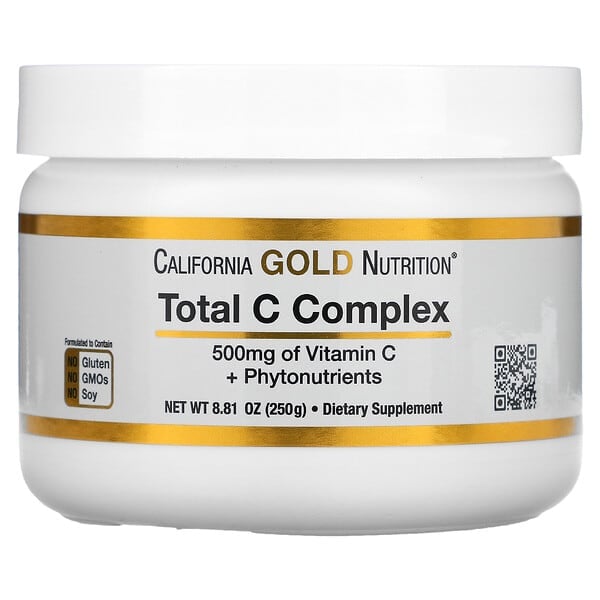 CALIFORNIA GOLD NUTRITION®
Total C Complex
500mg of Vitamin C
+ Phytonutrients
Formulated to Contain
NO Gluten
NO GMOs
NO Soy
NET WT 8.81 OZ (250g) • Dietary Supplement